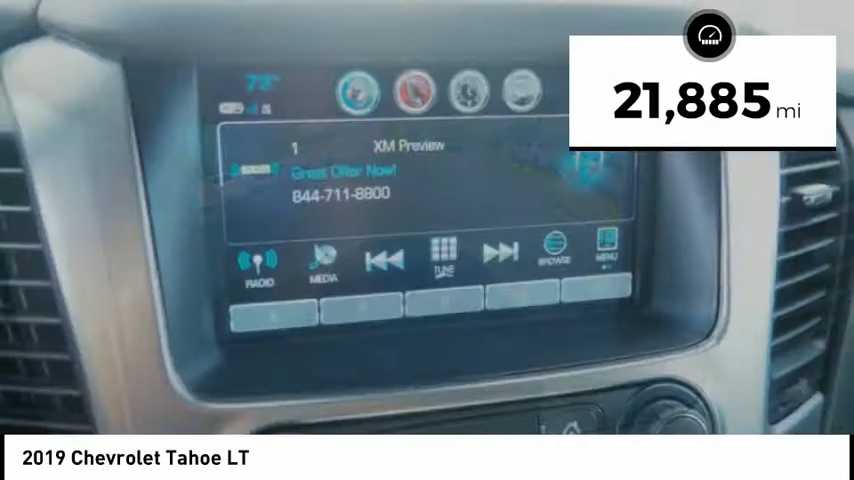 73°
21,885 mi
1 XM Preview
Great Offer Now!
844-711-8800
RADIO MEDIA TUNE BROWSE MENU
2019 Chevrolet Tahoe LT